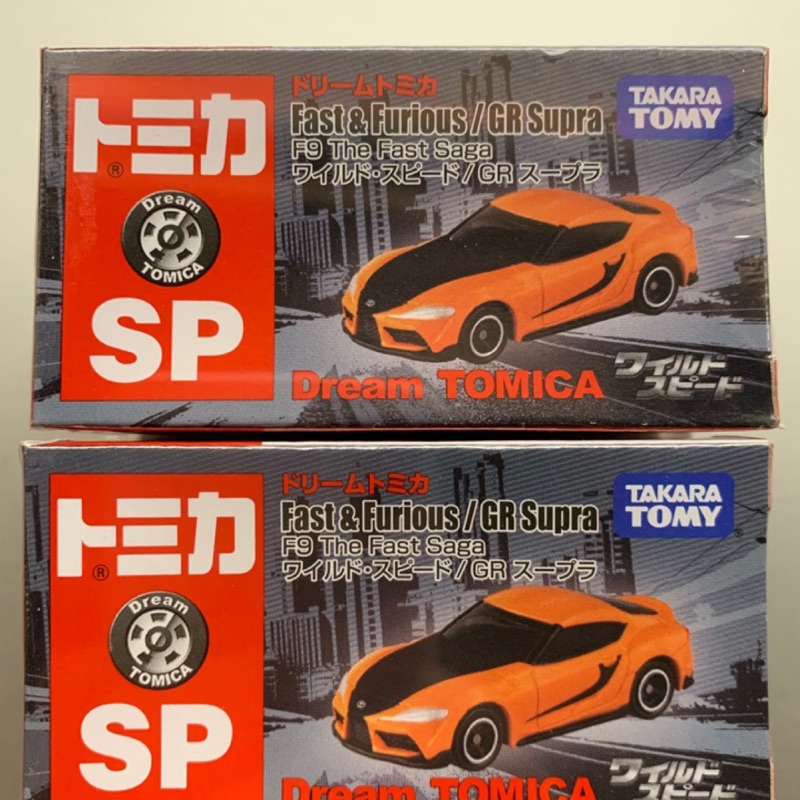 トミカ
®
Dream
TOMICA
SP
ドリームトミカ
Fast & Furious / GR Supra
F9 The Fast Saga
ワイルド・スピード / GR スープラ
TAKARA
TOMY
Dream TOMICA
ワイルド
スピード
トミカ
®
Dream
TOMICA
SP
ドリームトミカ
Fast & Furious / GR Supra
F9 The Fast Saga
ワイルド・スピード / GR スープラ
TAKARA
TOMY
Dream TOMICA
ワイルド
スピード